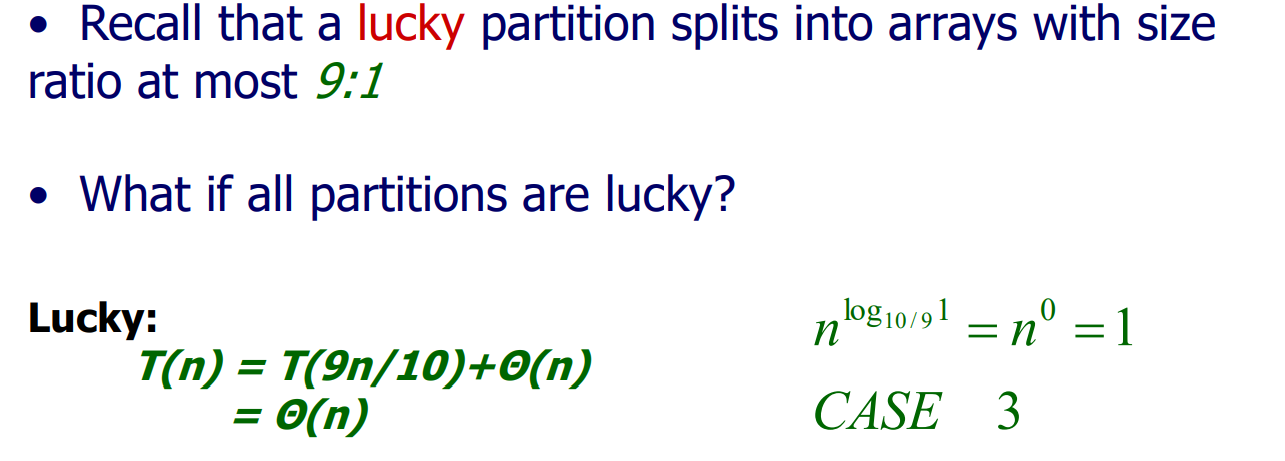 • Recall that a lucky partition splits into arrays with size
ratio at most 9:1
• What if all partitions are lucky?
Lucky:
T(n) = T(9n/10)+Θ(n)
= Θ(n)
n^{log_{10/9} 1} = n^0 = 1
CASE 3